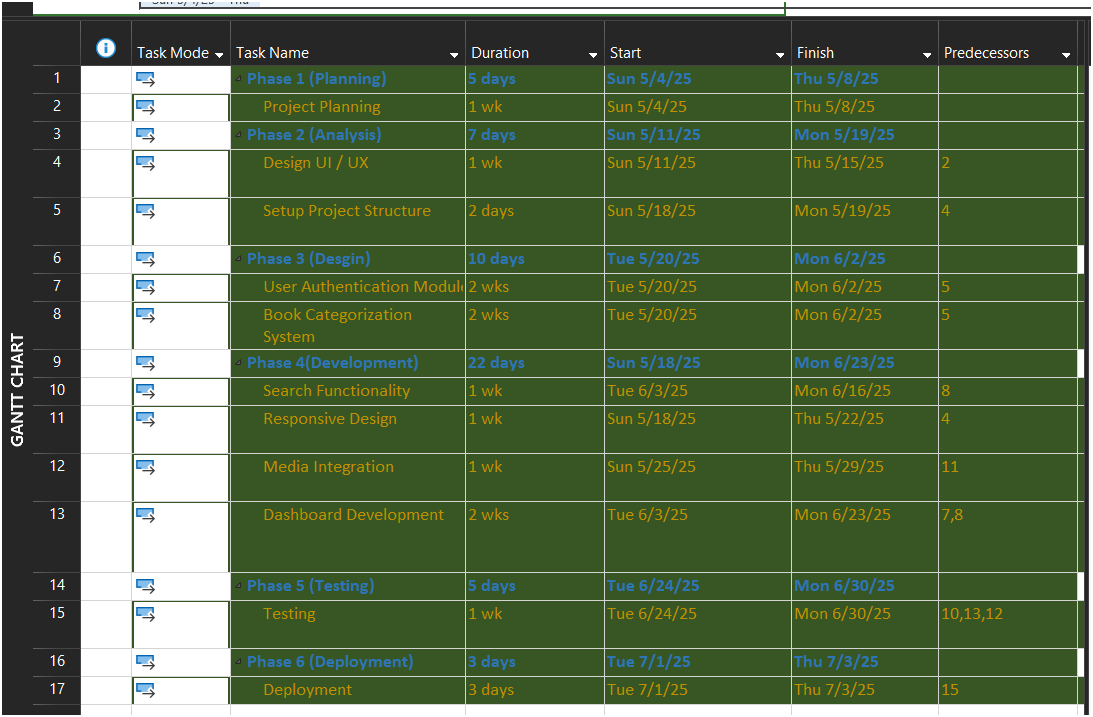 Task Mode Task Name Duration Start Finish Predecessors
1 Phase 1 (Planning) 5 days Sun 5/4/25 Thu 5/8/25
2 Project Planning 1 wk Sun 5/4/25 Thu 5/8/25
3 Phase 2 (Analysis) 7 days Sun 5/11/25 Mon 5/19/25
4 Design UI / UX 1 wk Sun 5/11/25 Thu 5/15/25 2
5 Setup Project Structure 2 days Sun 5/18/25 Mon 5/19/25 4
6 Phase 3 (Desgin) 10 days Tue 5/20/25 Mon 6/2/25
7 User Authentication Module 2 wks Tue 5/20/25 Mon 6/2/25 5
8 Book Categorization 2 wks Tue 5/20/25 Mon 6/2/25 5
System
9 Phase 4(Development) 22 days Sun 5/18/25 Mon 6/23/25
10 Search Functionality 1 wk Tue 6/3/25 Mon 6/16/25 8
11 Responsive Design 1 wk Sun 5/18/25 Thu 5/22/25 4
12 Media Integration 1 wk Sun 5/25/25 Thu 5/29/25 11
13 Dashboard Development 2 wks Tue 6/3/25 Mon 6/23/25 7,8
14 Phase 5 (Testing) 5 days Tue 6/24/25 Mon 6/30/25
15 Testing 1 wk Tue 6/24/25 Mon 6/30/25 10,13,12
16 Phase 6 (Deployment) 3 days Tue 7/1/25 Thu 7/3/25
17 Deployment 3 days Tue 7/1/25 Thu 7/3/25 15
GANTT CHART